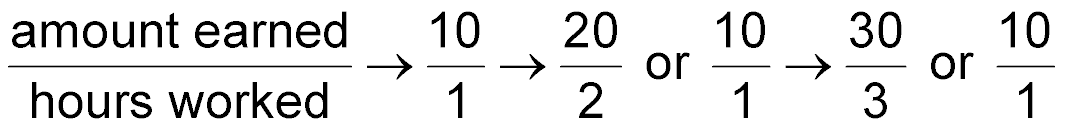 amount earned / hours worked → 10/1 → 20/2 or 10/1 → 30/3 or 10/1